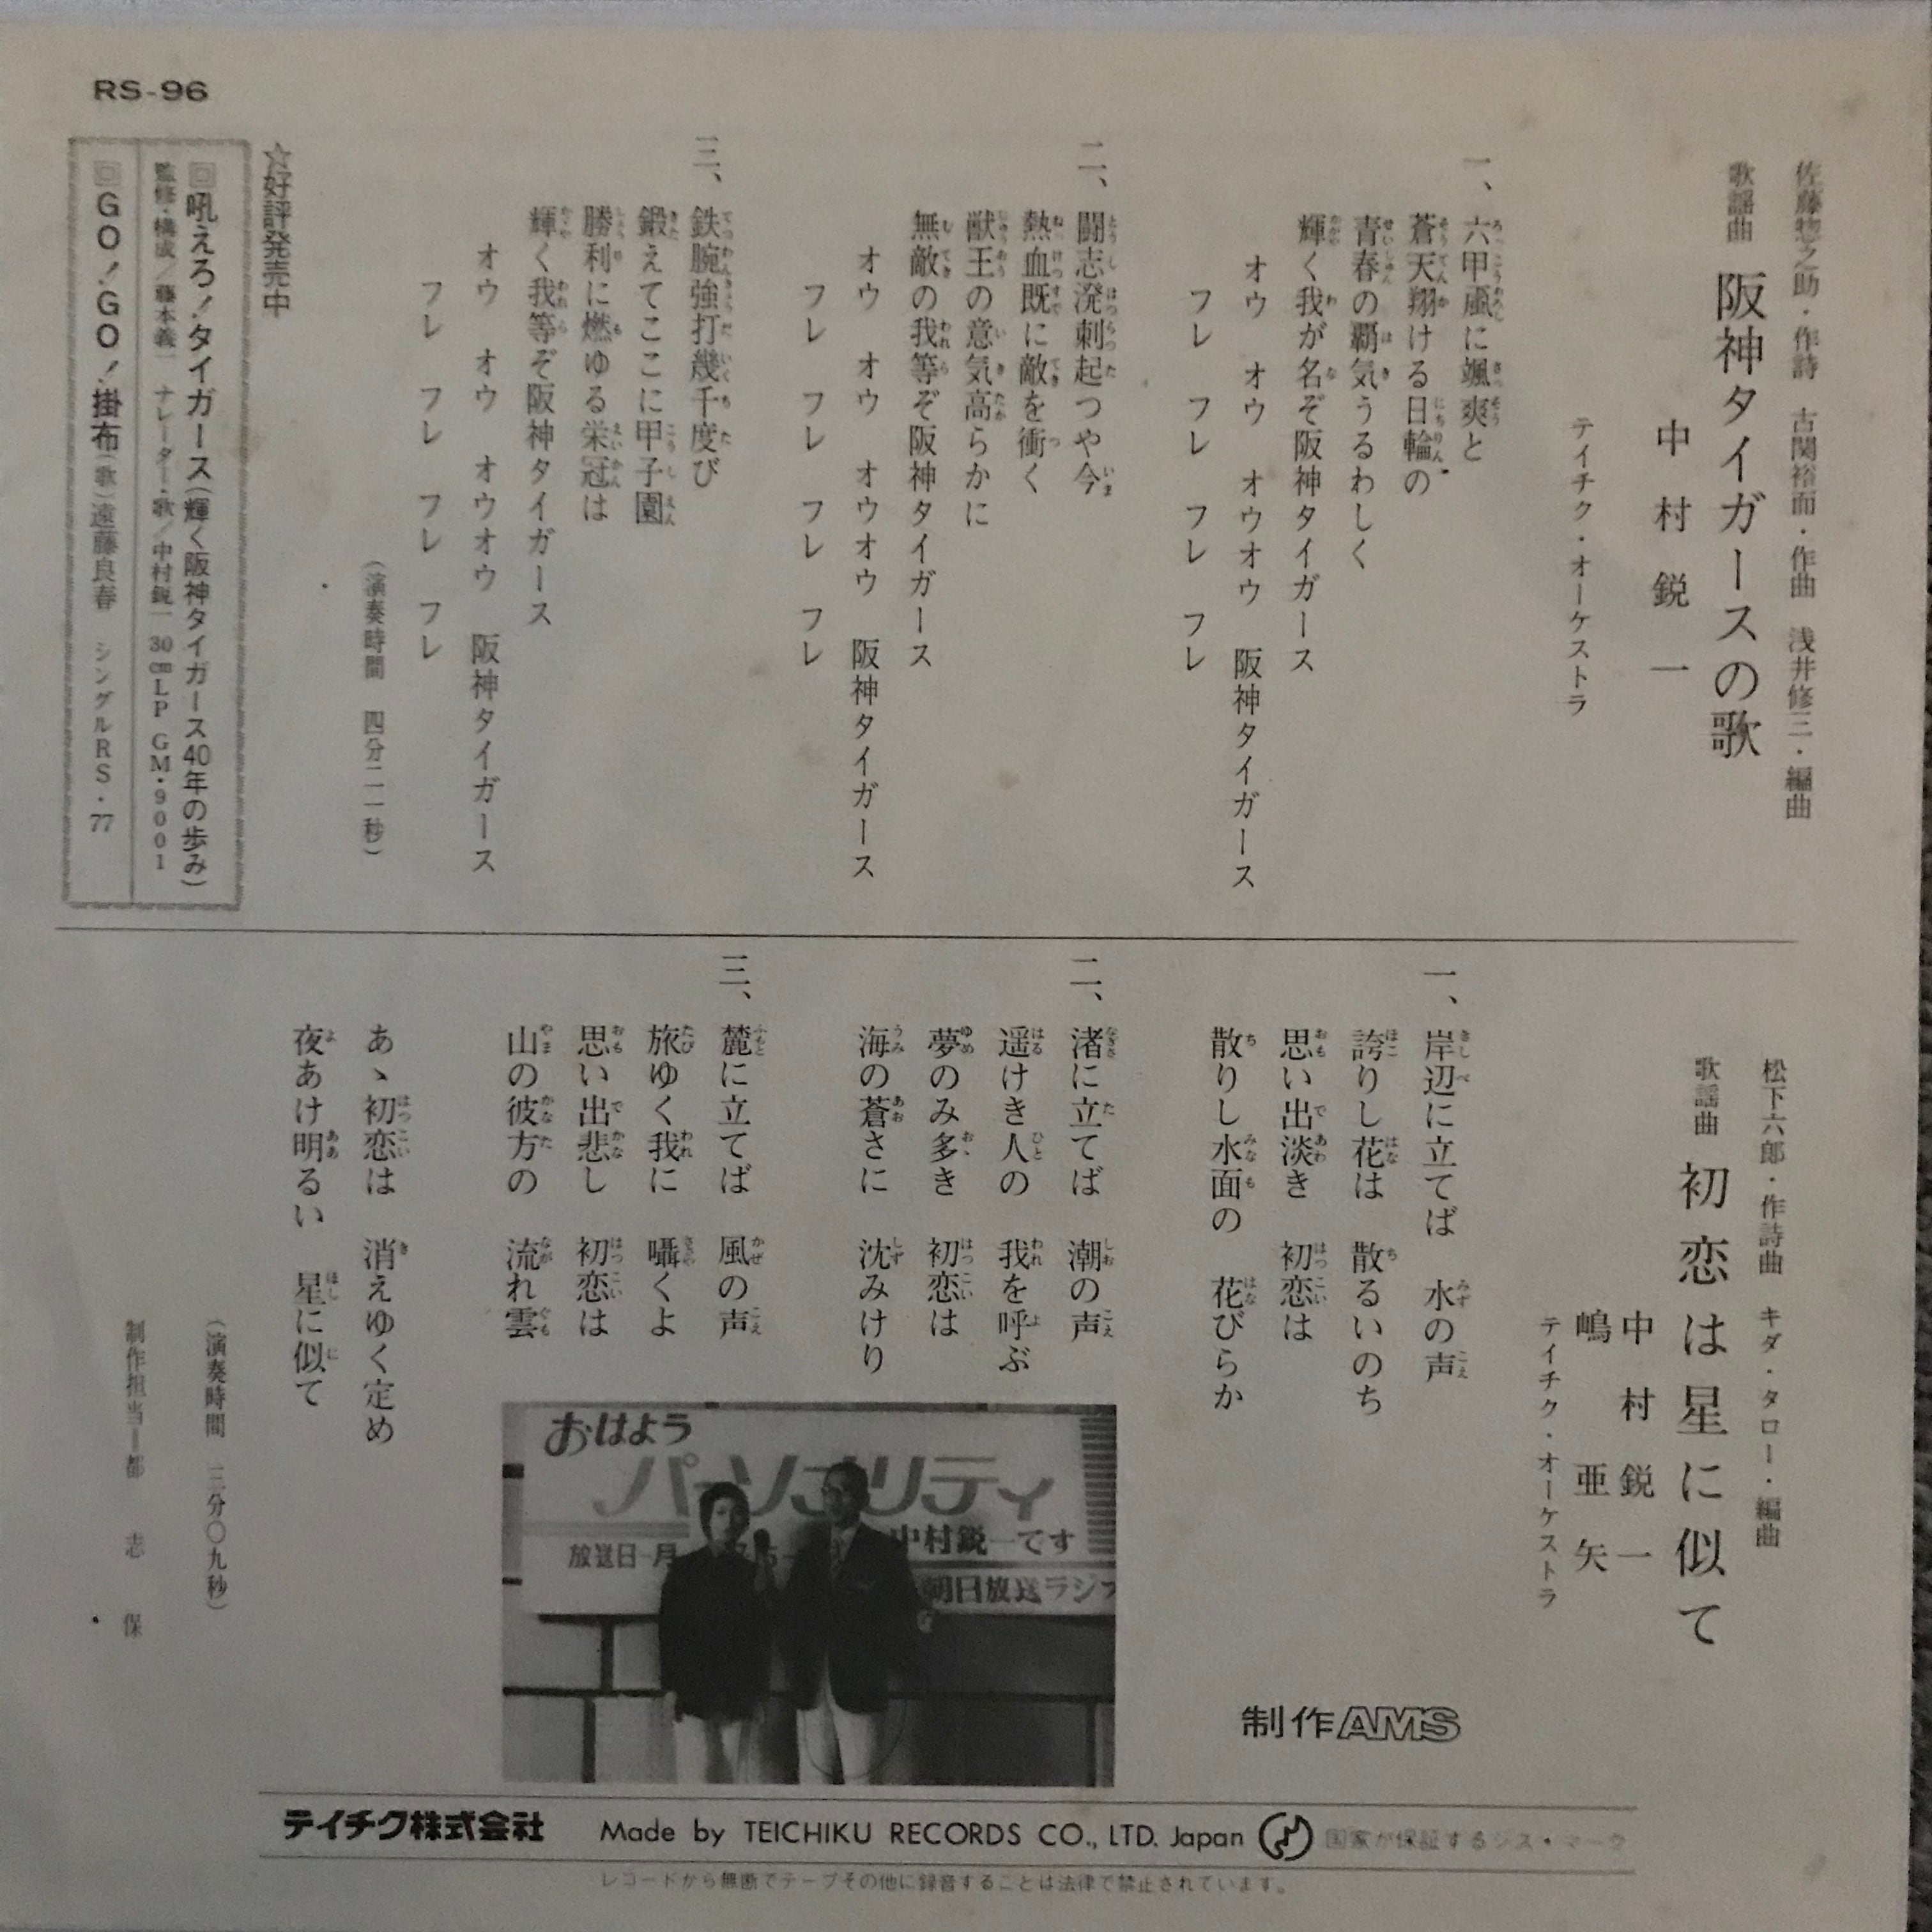 RS-96
佐藤惣之助・作詩 古関裕而・作曲 浅井修三・編曲
歌謡曲 阪神タイガースの歌
中村鋭一
テイチク・オーケストラ
一、六甲颪に颯爽と
蒼天翔ける日輪の
青春の覇気うるわしく
輝く我が名ぞ阪神タイガース
オウ オウ オウオウ 阪神タイガース
フレ フレ フレ フレ
二、闘志溌剌起つや今
熱血既に敵を衝く
獣王の意気高らかに
無敵の我等ぞ阪神タイガース
オウ オウ オウオウ 阪神タイガース
フレ フレ フレ フレ
三、鉄腕強打幾千度び
鍛えてここに甲子園
勝利に燃ゆる栄冠は
輝く我等ぞ阪神タイガース
オウ オウ オウオウ 阪神タイガース
フレ フレ フレ フレ
(演奏時間 四分二一秒)
☆好評発売中
回吼えろ!タイガース(輝く阪神タイガース40年の歩み)
監修・構成/藤本義一 ナレーター・歌/中村鋭一 30cmLP GM・9001
回GO!GO!掛布(歌)遠藤良春 シングルRS・77
松下六郎・作詩曲 キダ・タロー・編曲
歌謡曲 初恋は星に似て
中村鋭一
嶋亜矢
テイチク・オーケストラ
一、岸辺に立てば 水の声
誇りし花は 散るいのち
思い出淡き 初恋は
散りし水面の 花びらか
二、渚に立てば 潮の声
遥けき人の 我を呼ぶ
夢のみ多き 初恋は
海の蒼さに 沈みけり
三、麓に立てば 風の声
旅ゆく我に 囁くよ
思い出悲し 初恋は
山の彼方の 流れ雲
あゝ初恋は 消えゆく定め
夜あけ明るい 星に似て
(演奏時間 三分〇九秒)
制作担当ー都志保
おはよう
パーソナリティ
中村鋭一です
放送日 月
朝日放送ラジオ
制作AMS
テイチク株式会社 Made by TEICHIKU RECORDS CO., LTD. Japan 国家が保証するジス・マーク
レコードから無断でテープその他に録音することは法律で禁止されています。